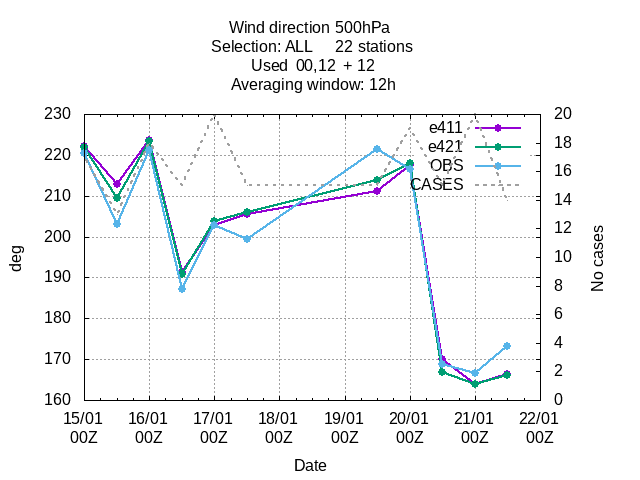 Wind direction 500hPa
Selection: ALL 22 stations
Used 00,12 + 12
Averaging window: 12h
230 20
e411
18
e421
220
OBS
16
CASES
210
14
200 12
deg
No cases
10
190
8
180
6
4
170
2
160 0
15/01 16/01 17/01 18/01 19/01 20/01 21/01 22/01
00Z 00Z 00Z 00Z 00Z 00Z 00Z 00Z
Date